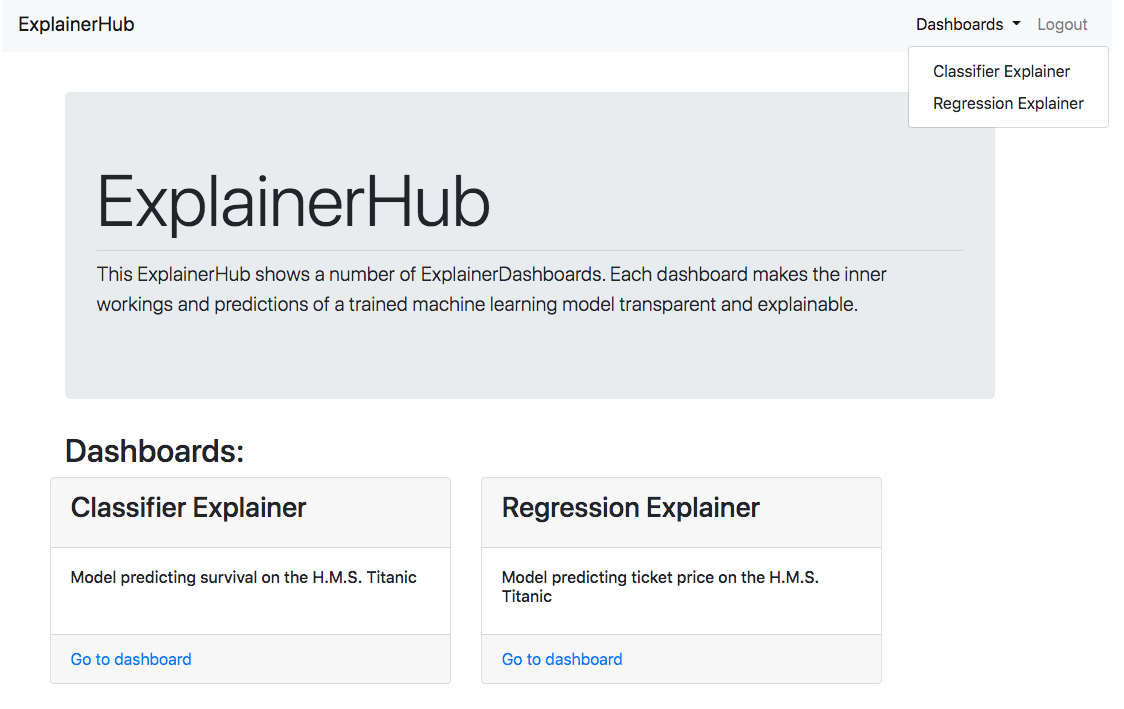 ExplainerHub
Dashboards
Logout
Classifier Explainer
Regression Explainer
ExplainerHub
This ExplainerHub shows a number of ExplainerDashboards. Each dashboard makes the inner
workings and predictions of a trained machine learning model transparent and explainable.
Dashboards:
Classifier Explainer
Model predicting survival on the H.M.S. Titanic
Go to dashboard
Regression Explainer
Model predicting ticket price on the H.M.S.
Titanic
Go to dashboard